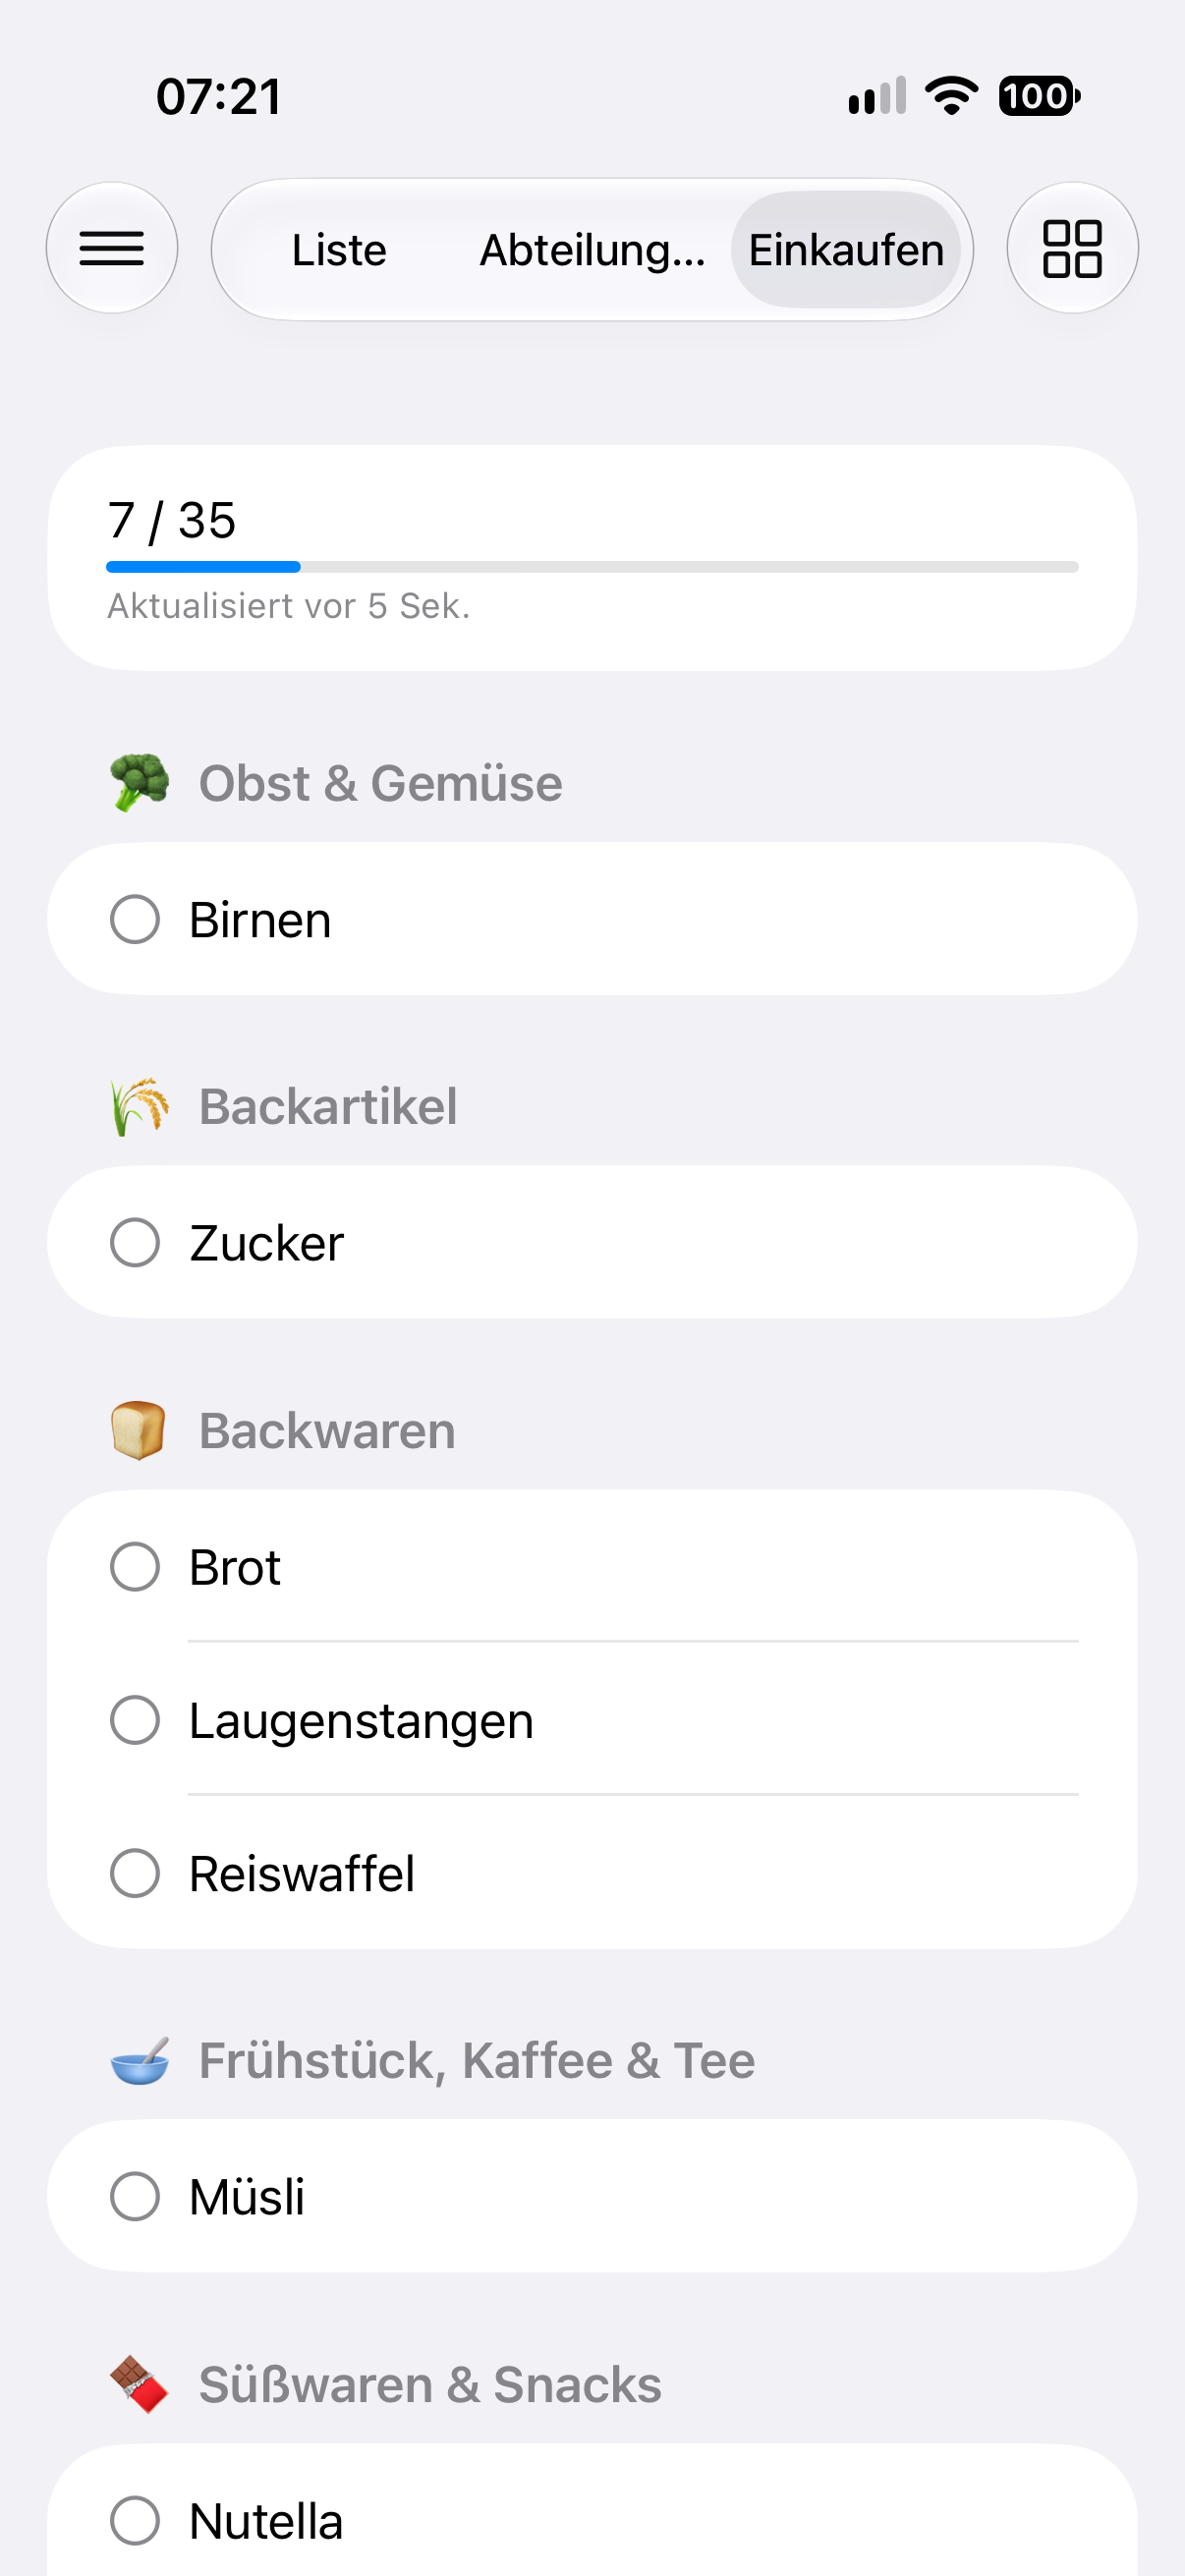 07:21
100
Liste
Abteilung...
Einkaufen
7 / 35
Aktualisiert vor 5 Sek.
Obst & Gemüse
Birnen
Backartikel
Zucker
Backwaren
Brot
Laugenstangen
Reiswaffel
Frühstück, Kaffee & Tee
Müsli
Süßwaren & Snacks
Nutella